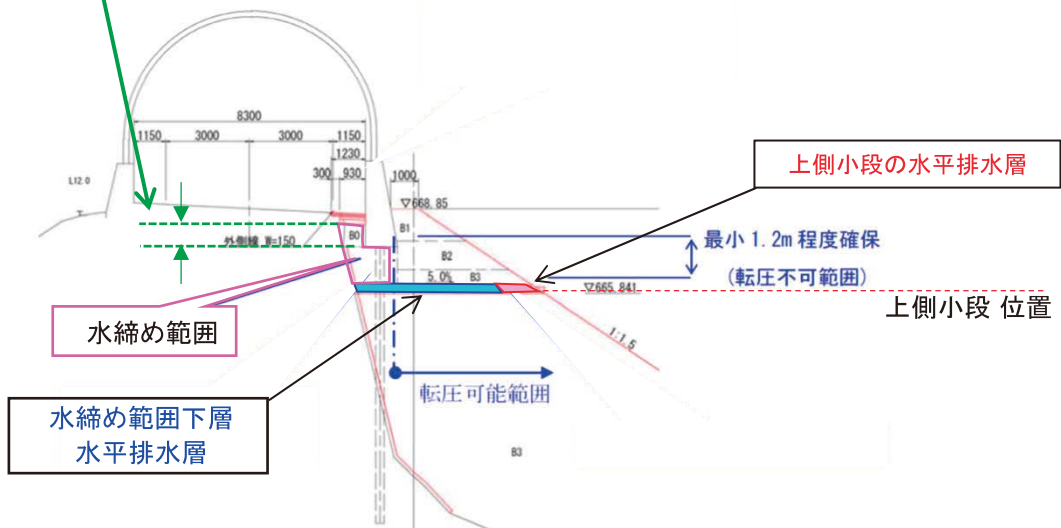 8300
1150 3000 3000 1150
1230
300 930 1000
L12.0
上側小段の水平排水層
▽668.85
B0
B1
外側線 W=150
B2
5.0%
B3
最小 1.2m 程度確保
(転圧不可範囲)
▽665.841
上側小段 位置
水締め範囲
1:1.5
転圧可能範囲
水締め範囲下層
水平排水層
B3